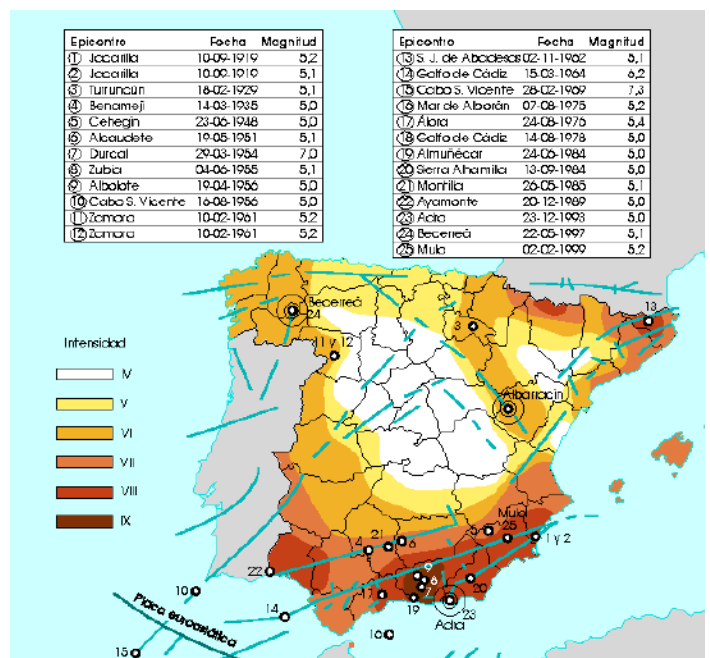 Epicentro Fecha Magnitud
1 Jacarilla 10-09-1919 5,2
2 Jacarilla 10-09-1919 5,1
3 Turruncún 18-02-1929 5,1
4 Benamejí 14-03-1935 5,0
5 Cehegín 23-06-1948 5,0
6 Alcaudete 19-05-1951 5,1
7 Durcal 29-03-1954 7,0
8 Zubia 04-06-1955 5,1
9 Albolote 19-04-1956 5,0
10 Cabo S. Vicente 16-08-1956 5,0
11 Zamora 10-02-1961 5,2
12 Zamora 10-02-1961 5,2
Epicentro Fecha Magnitud
13 S. J. de Abadesas 02-11-1962 5,1
14 Golfo de Cádiz 15-03-1964 6,2
15 Cabo S. Vicente 28-02-1969 7,3
16 Mar de Alborán 07-08-1975 5,2
17 Álora 24-08-1976 5,4
18 Golfo de Cádiz 14-08-1978 5,0
19 Almuñécar 24-06-1984 5,0
20 Sierra Alhamilla 13-09-1984 5,0
21 Montilla 26-05-1985 5,1
22 Ayamonte 20-12-1989 5,0
23 Adra 23-12-1993 5,0
24 Becerreá 22-05-1997 5,1
25 Mula 02-02-1999 5,2
Becerreá
24
13
3
11 y 12
Intensidad
IV
V
VI
VII
VIII
IX
Albarracín
Mula
5
25
1 y 2
21
4
6
9
8
7
22
20
10
17
19
23
Adra
14
16
15
Placa euroasiática